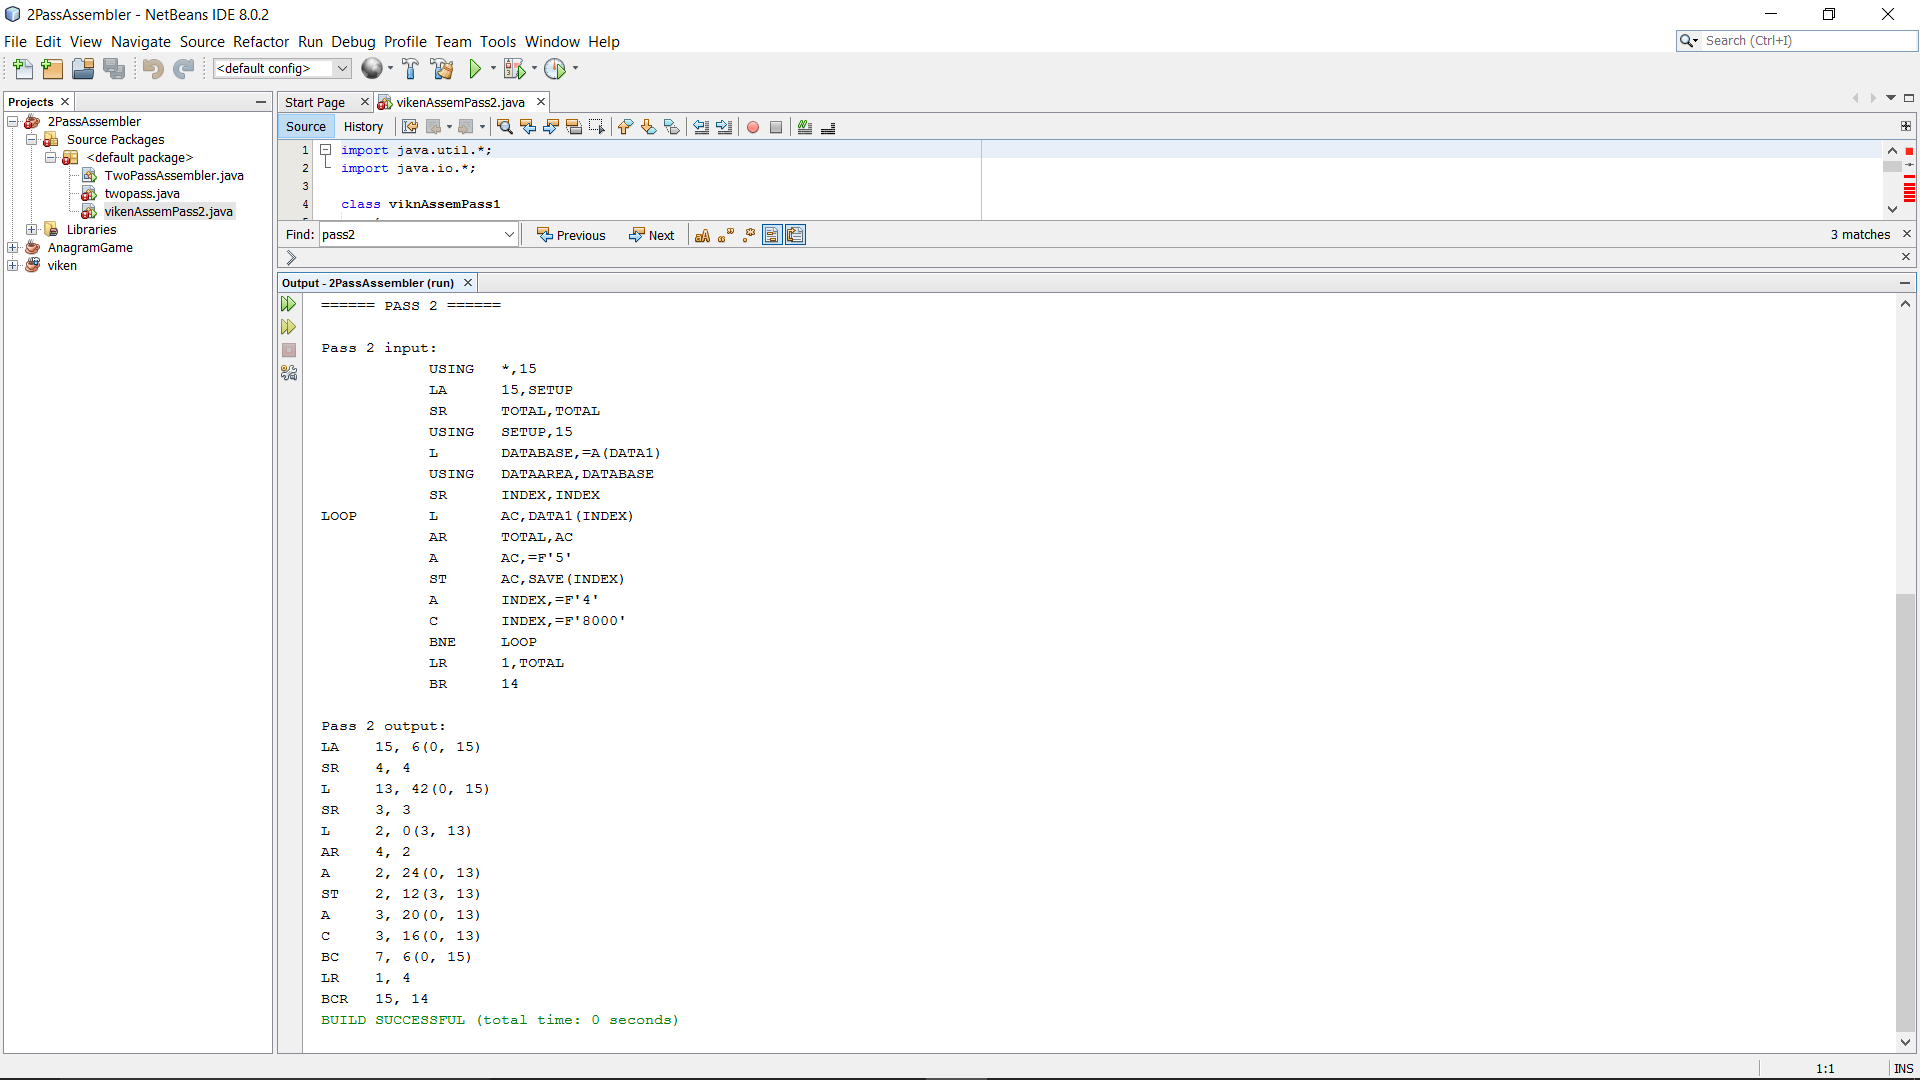 2PassAssembler - NetBeans IDE 8.0.2
File Edit View Navigate Source Refactor Run Debug Profile Team Tools Window Help
Search (Ctrl+I)
<default config>
Projects
2PassAssembler
Source Packages
<default package>
TwoPassAssembler.java
twopass.java
vikenAssemPass2.java
Libraries
AnagramGame
viken
Start Page
vikenAssemPass2.java
Source History
1 import java.util.*;
2 import java.io.*;
3
4 class viknAssemPass1
Find: pass2 Previous Next 3 matches
Output - 2PassAssembler (run)
====== PASS 2 ======
Pass 2 input:
USING *,15
LA 15,SETUP
SR TOTAL,TOTAL
USING SETUP,15
L DATABASE,=A(DATA1)
USING DATAAREA,DATABASE
SR INDEX,INDEX
LOOP L AC,DATA1(INDEX)
AR TOTAL,AC
A AC,=F'5'
ST AC,SAVE(INDEX)
A INDEX,=F'4'
C INDEX,=F'8000'
BNE LOOP
LR 1,TOTAL
BR 14
Pass 2 output:
LA 15, 6(0, 15)
SR 4, 4
L 13, 42(0, 15)
SR 3, 3
L 2, 0(3, 13)
AR 4, 2
A 2, 24(0, 13)
ST 2, 12(3, 13)
A 3, 20(0, 13)
C 3, 16(0, 13)
BC 7, 6(0, 15)
LR 1, 4
BCR 15, 14
BUILD SUCCESSFUL (total time: 0 seconds)
1:1 INS